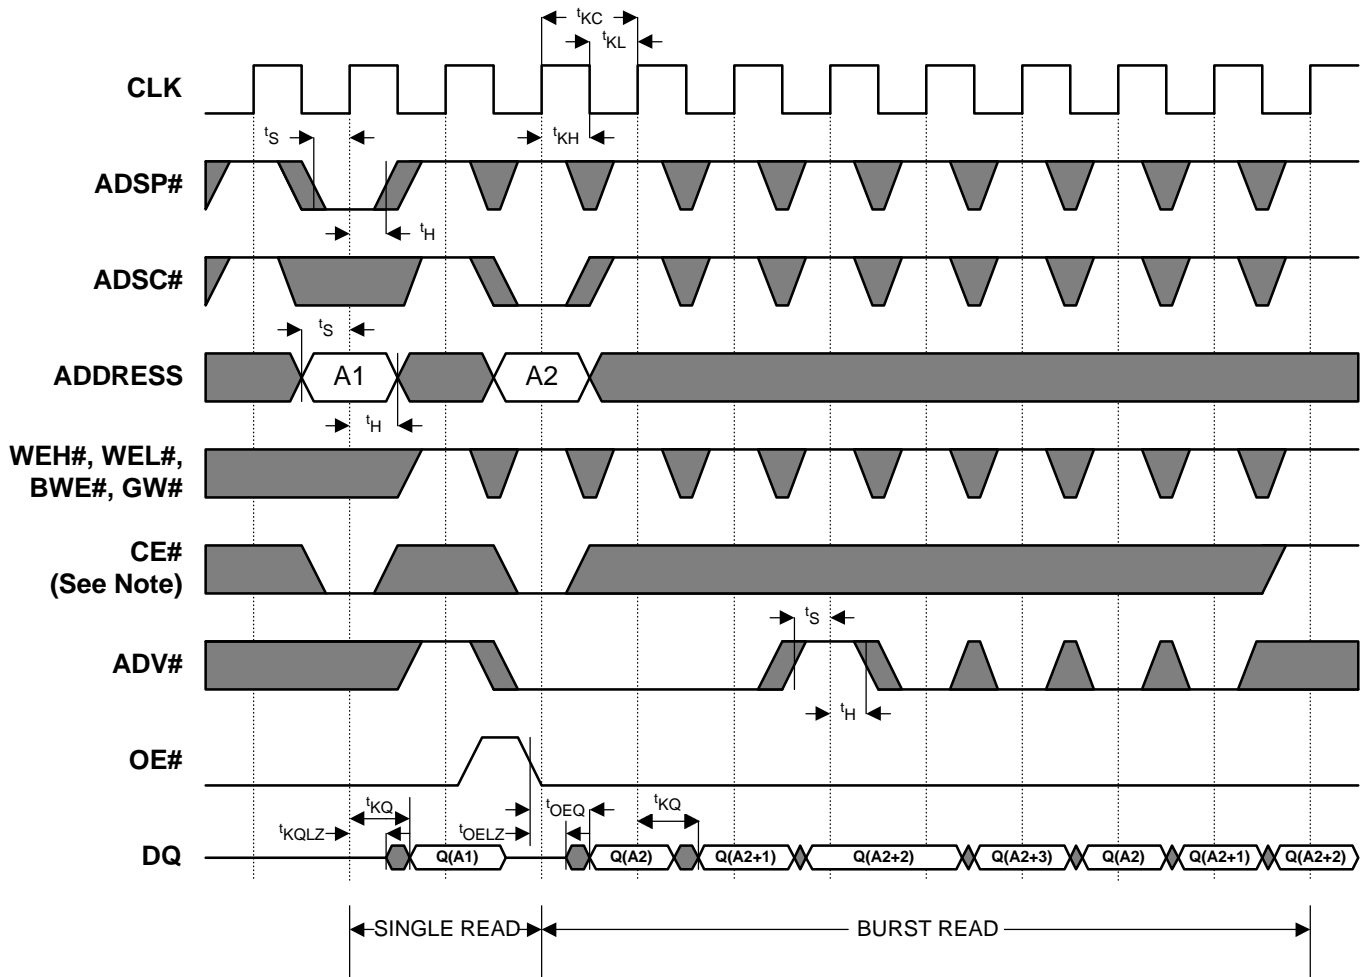 tKC
tKL
CLK
tS
tKH
ADSP#
tH
ADSC#
tS
ADDRESS
A1
A2
tH
WEH#, WEL#,
BWE#, GW#
CE#
(See Note)
tS
ADV#
tH
OE#
tKQ
tOEQ
tKQ
tKQLZ
tOELZ
DQ
Q(A1)
Q(A2)
Q(A2+1)
Q(A2+2)
Q(A2+3)
Q(A2)
Q(A2+1)
Q(A2+2)
SINGLE READ
BURST READ